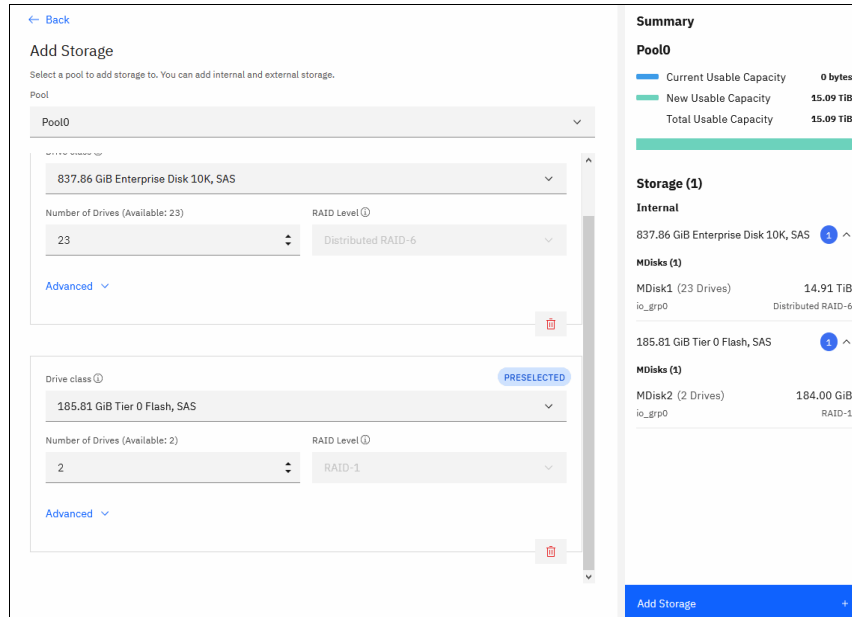 Back
Add Storage
Select a pool to add storage to. You can add internal and external storage.
Pool
Pool0
Drive class
837.86 GiB Enterprise Disk 10K, SAS
Number of Drives (Available: 23)
RAID Level
23
Distributed RAID-6
Advanced
Drive class
PRESELECTED
185.81 GiB Tier 0 Flash, SAS
Number of Drives (Available: 2)
RAID Level
2
RAID-1
Advanced
Summary
Pool0
Current Usable Capacity 0 bytes
New Usable Capacity 15.09 TiB
Total Usable Capacity 15.09 TiB
Storage (1)
Internal
837.86 GiB Enterprise Disk 10K, SAS 1
MDisks (1)
MDisk1 (23 Drives) 14.91 TiB
io_grp0 Distributed RAID-6
185.81 GiB Tier 0 Flash, SAS 1
MDisks (1)
MDisk2 (2 Drives) 184.00 GiB
io_grp0 RAID-1
Add Storage +